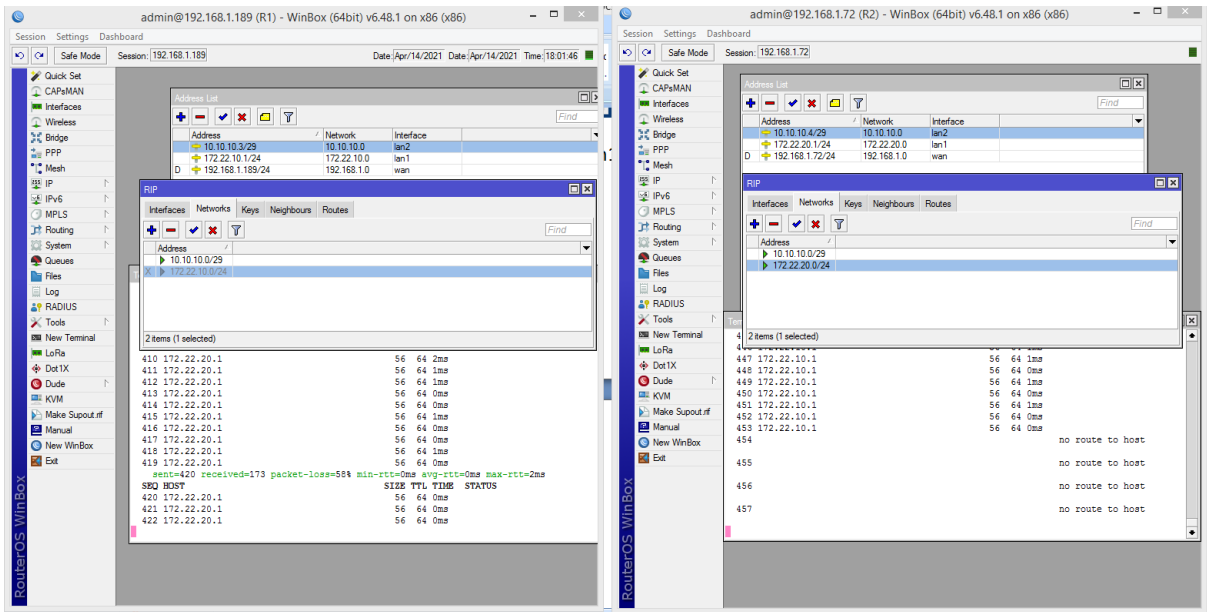 admin@192.168.1.189 (R1) - WinBox (64bit) v6.48.1 on x86 (x86)
Session Settings Dashboard
Safe Mode Session: 192.168.1.189 Date: Apr/14/2021 Date: Apr/14/2021 Time: 18:01:46
Quick Set
CAPsMAN
Interfaces
Wireless
Bridge
PPP
Mesh
IP
IPv6
MPLS
Routing
System
Queues
Files
Log
RADIUS
Tools
New Terminal
LoRa
Dot1X
Dude
KVM
Make Supout.rif
Manual
New WinBox
Exit
RouterOS WinBox
Address List
Find
Address Network Interface
10.10.10.3/29 10.10.10.0 lan2
172.22.10.1/24 172.22.10.0 lan1
D 192.168.1.189/24 192.168.1.0 wan
RIP
Interfaces Networks Keys Neighbours Routes
Find
Address
10.10.10.0/29
X 172.22.10.0/24
2 items (1 selected)
410 172.22.20.1 56 64 2ms
411 172.22.20.1 56 64 1ms
412 172.22.20.1 56 64 1ms
413 172.22.20.1 56 64 0ms
414 172.22.20.1 56 64 0ms
415 172.22.20.1 56 64 1ms
416 172.22.20.1 56 64 0ms
417 172.22.20.1 56 64 0ms
418 172.22.20.1 56 64 1ms
419 172.22.20.1 56 64 0ms
sent=420 received=173 packet-loss=58% min-rtt=0ms avg-rtt=0ms max-rtt=2ms
SEQ HOST SIZE TTL TIME STATUS
420 172.22.20.1 56 64 0ms
421 172.22.20.1 56 64 0ms
422 172.22.20.1 56 64 0ms
admin@192.168.1.72 (R2) - WinBox (64bit) v6.48.1 on x86 (x86)
Session Settings Dashboard
Safe Mode Session: 192.168.1.72
Quick Set
CAPsMAN
Interfaces
Wireless
Bridge
PPP
Mesh
IP
IPv6
MPLS
Routing
System
Queues
Files
Log
RADIUS
Tools
New Terminal
LoRa
Dot1X
Dude
KVM
Make Supout.rif
Manual
New WinBox
Exit
RouterOS WinBox
Address List
Find
Address Network Interface
10.10.10.4/29 10.10.10.0 lan2
172.22.20.1/24 172.22.20.0 lan1
D 192.168.1.72/24 192.168.1.0 wan
RIP
Interfaces Networks Keys Neighbours Routes
Find
Address
10.10.10.0/29
172.22.20.0/24
2 items (1 selected)
447 172.22.10.1 56 64 1ms
448 172.22.10.1 56 64 0ms
449 172.22.10.1 56 64 1ms
450 172.22.10.1 56 64 0ms
451 172.22.10.1 56 64 1ms
452 172.22.10.1 56 64 0ms
453 172.22.10.1 56 64 0ms
454 no route to host
455 no route to host
456 no route to host
457 no route to host